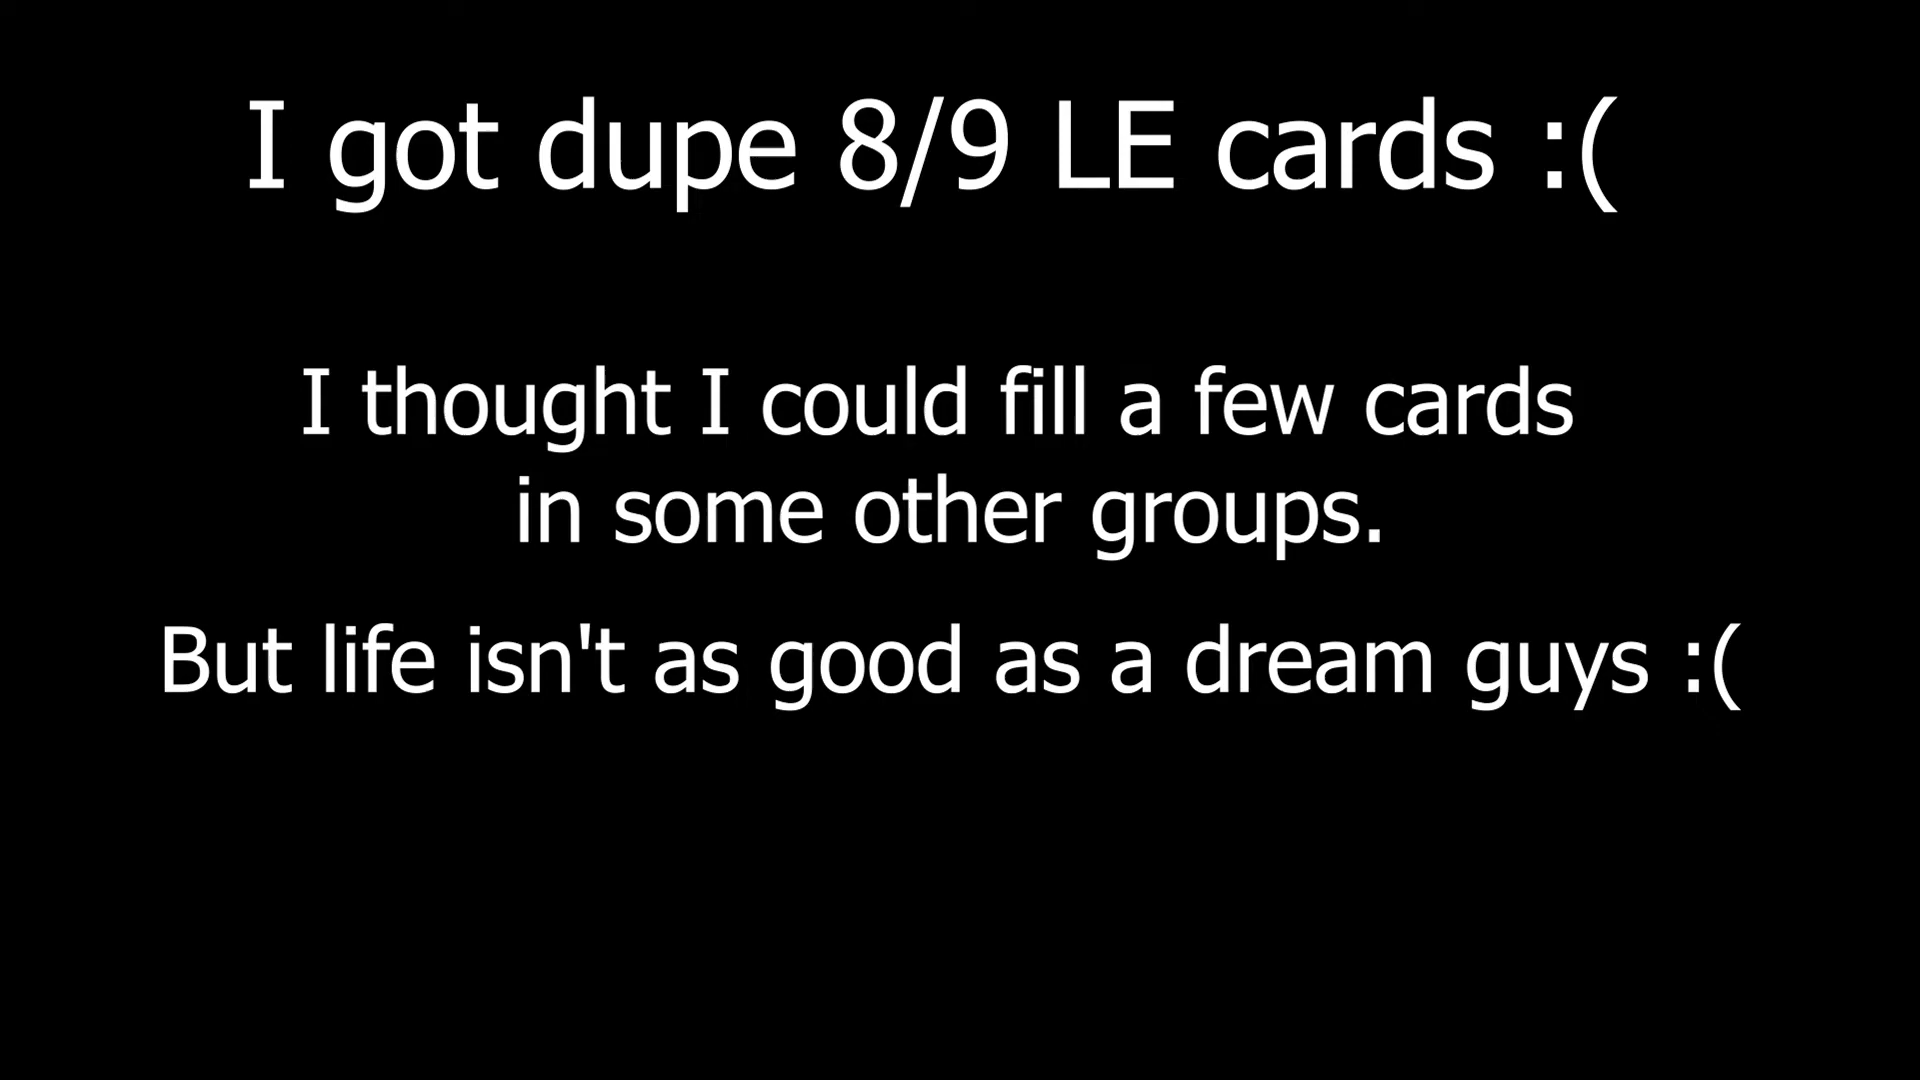 I got dupe 8/9 LE cards :(
I thought I could fill a few cards
in some other groups.
But life isn't as good as a dream guys :(